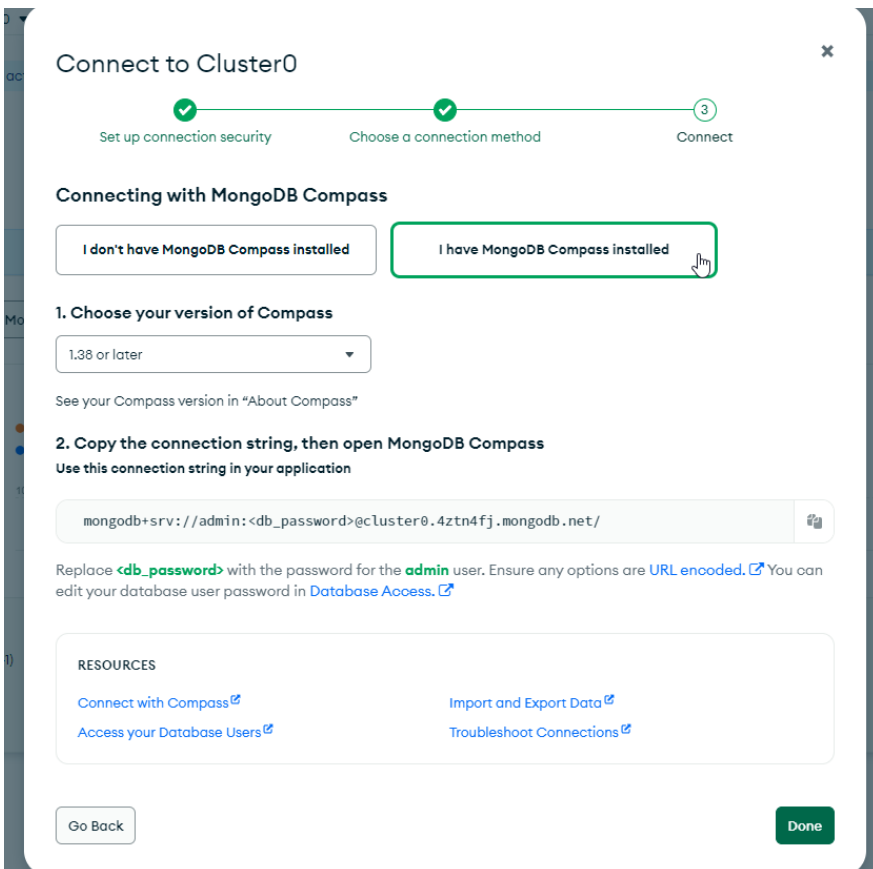 Connect to Cluster0
Set up connection security
Choose a connection method
3
Connect
Connecting with MongoDB Compass
I don't have MongoDB Compass installed
I have MongoDB Compass installed
1. Choose your version of Compass
1.38 or later
See your Compass version in “About Compass”
2. Copy the connection string, then open MongoDB Compass
Use this connection string in your application
mongodb+srv://admin:<db_password>@cluster0.4ztn4fj.mongodb.net/
Replace <db_password> with the password for the admin user. Ensure any options are URL encoded. You can
edit your database user password in Database Access.
RESOURCES
Connect with Compass
Import and Export Data
Access your Database Users
Troubleshoot Connections
Go Back
Done